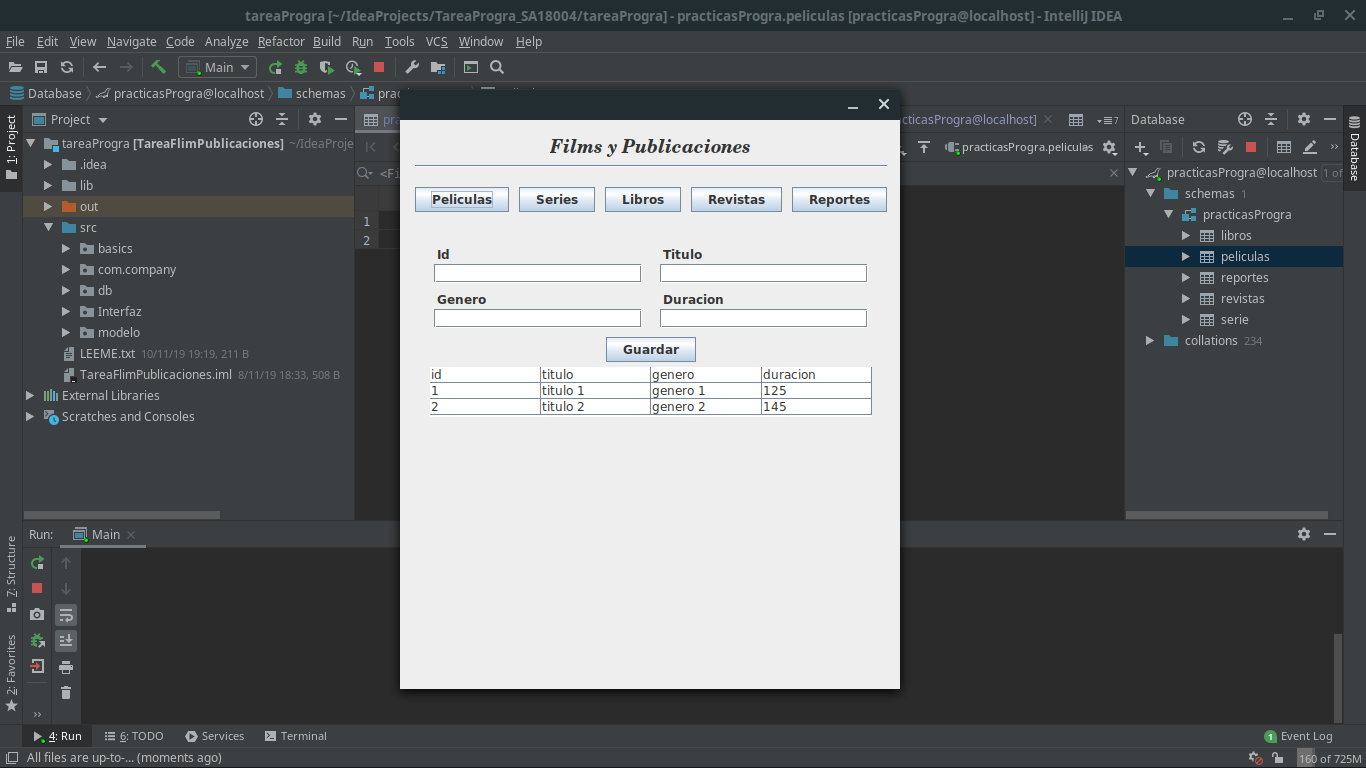 tareaProgra [~/IdeaProjects/TareaProgra_SA18004/tareaProgra] - practicasProgra.peliculas [practicasProgra@localhost] - IntelliJ IDEA
File Edit View Navigate Code Analyze Refactor Build Run Tools VCS Window Help
Main
Database practicasProgra@localhost schemas
Project
1: Project
tareaProgra [TareaFlimPublicaciones] ~/IdeaProje
.idea
lib
out
src
basics
com.company
db
Interfaz
modelo
LEEME.txt 10/11/19 19:19, 211 B
TareaFlimPublicaciones.iml 8/11/19 18:33, 508 B
External Libraries
Scratches and Consoles
1
2
Films y Publicaciones
Peliculas Series Libros Revistas Reportes
Id Titulo
Genero Duracion
Guardar
id titulo genero duracion
1 titulo 1 genero 1 125
2 titulo 2 genero 2 145
cticasProgra@localhost]
7
practicasProgra.peliculas
Database
Database
practicasProgra@localhost 1 of
schemas 1
practicasProgra
libros
peliculas
reportes
revistas
serie
collations 234
Run: Main
Z: Structure
2: Favorites
4: Run 6: TODO Services Terminal
1 Event Log
All files are up-to-... (moments ago)
160 of 725M